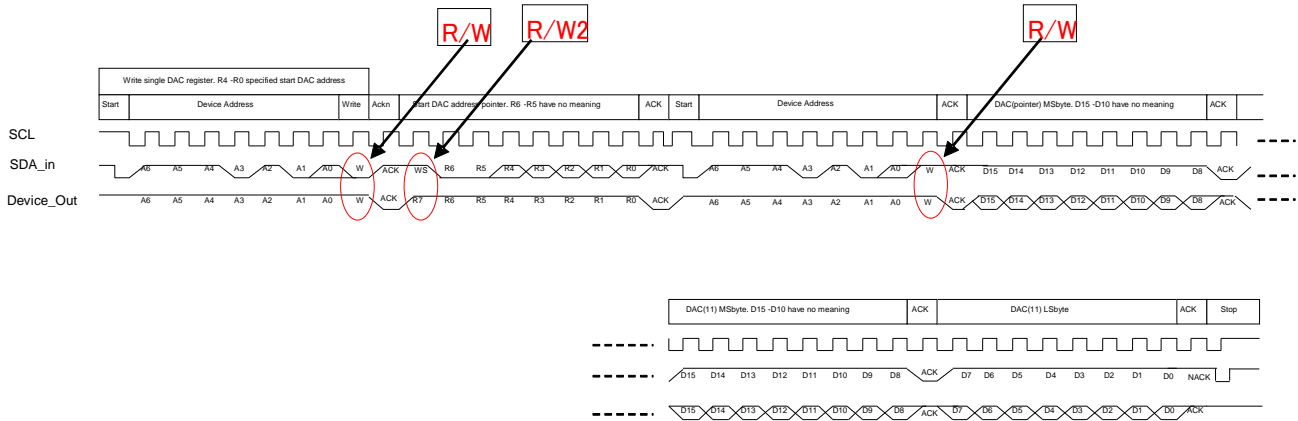 R/W R/W2 R/W
Write single DAC register. R4 -R0 specified start DAC address
Start Device Address Write Ackn Start DAC address pointer. R6 -R5 have no meaning ACK Start Device Address ACK DAC(pointer) MSbyte. D15 -D10 have no meaning ACK
SCL
SDA_in A6 A5 A4 A3 A2 A1 A0 W ACK WS R6 R5 R4 R3 R2 R1 R0 ACK A6 A5 A4 A3 A2 A1 A0 W ACK D15 D14 D13 D12 D11 D10 D9 D8 ACK
Device_Out A6 A5 A4 A3 A2 A1 A0 W ACK R7 R6 R5 R4 R3 R2 R1 R0 ACK A6 A5 A4 A3 A2 A1 A0 W ACK D15 D14 D13 D12 D11 D10 D9 D8 ACK
DAC(11) MSbyte. D15 -D10 have no meaning ACK DAC(11) LSbyte ACK Stop
D15 D14 D13 D12 D11 D10 D9 D8 ACK D7 D6 D5 D4 D3 D2 D1 D0 NACK
D15 D14 D13 D12 D11 D10 D9 D8 ACK D7 D6 D5 D4 D3 D2 D1 D0 ACK